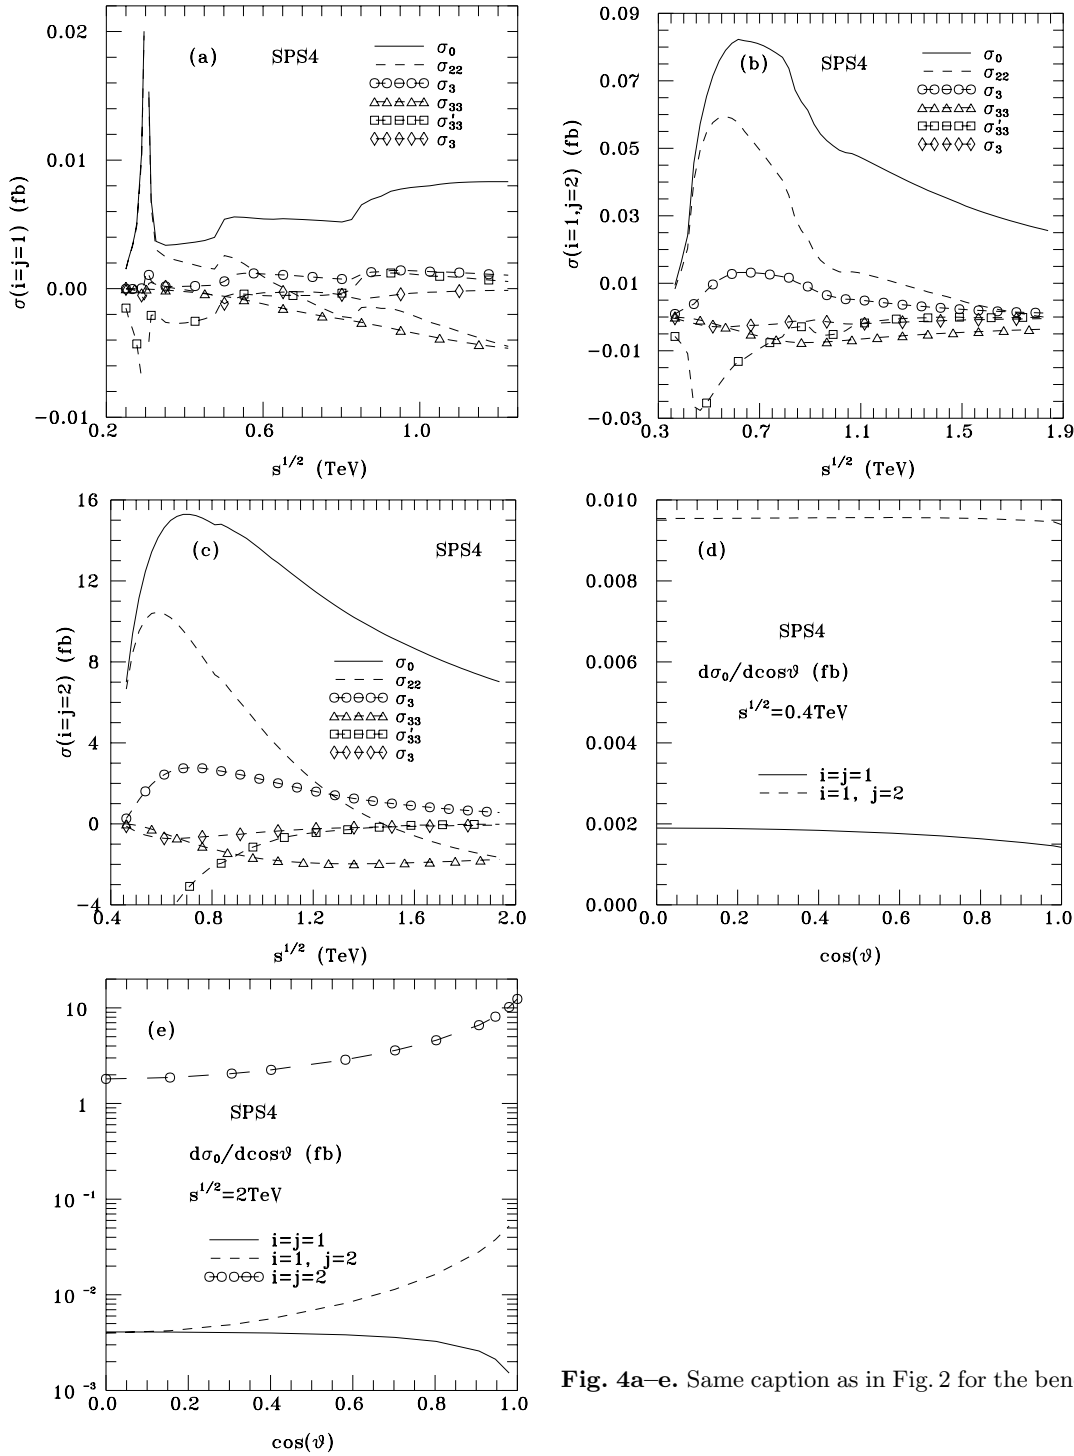 0.02
0.01
0.00
−0.01
σ(i=j=1) (fb)
(a)
SPS4
σ₀
σ₂₂
σ₃
σ₃₃
σ′₃₃
σ₃
0.2 0.6 1.0
s^{1/2} (TeV)
0.09
0.07
0.05
0.03
0.01
−0.01
−0.03
σ(i=1,j=2) (fb)
(b)
SPS4
σ₀
σ₂₂
σ₃
σ₃₃
σ′₃₃
σ₃
0.3 0.7 1.1 1.5 1.9
s^{1/2} (TeV)
16
12
8
4
0
−4
σ(i=j=2) (fb)
(c)
SPS4
σ₀
σ₂₂
σ₃
σ₃₃
σ′₃₃
σ₃
0.4 0.8 1.2 1.6 2.0
s^{1/2} (TeV)
0.010
0.008
0.006
0.004
0.002
0.000
(d)
SPS4
dσ₀/dcosϑ (fb)
s^{1/2}=0.4TeV
i=j=1
i=1, j=2
0.0 0.2 0.4 0.6 0.8 1.0
cos(ϑ)
10
1
10⁻¹
10⁻²
10⁻³
(e)
SPS4
dσ₀/dcosϑ (fb)
s^{1/2}=2TeV
i=j=1
i=1, j=2
i=j=2
0.0 0.2 0.4 0.6 0.8 1.0
cos(ϑ)
Fig. 4a–e. Same caption as in Fig. 2 for the ben